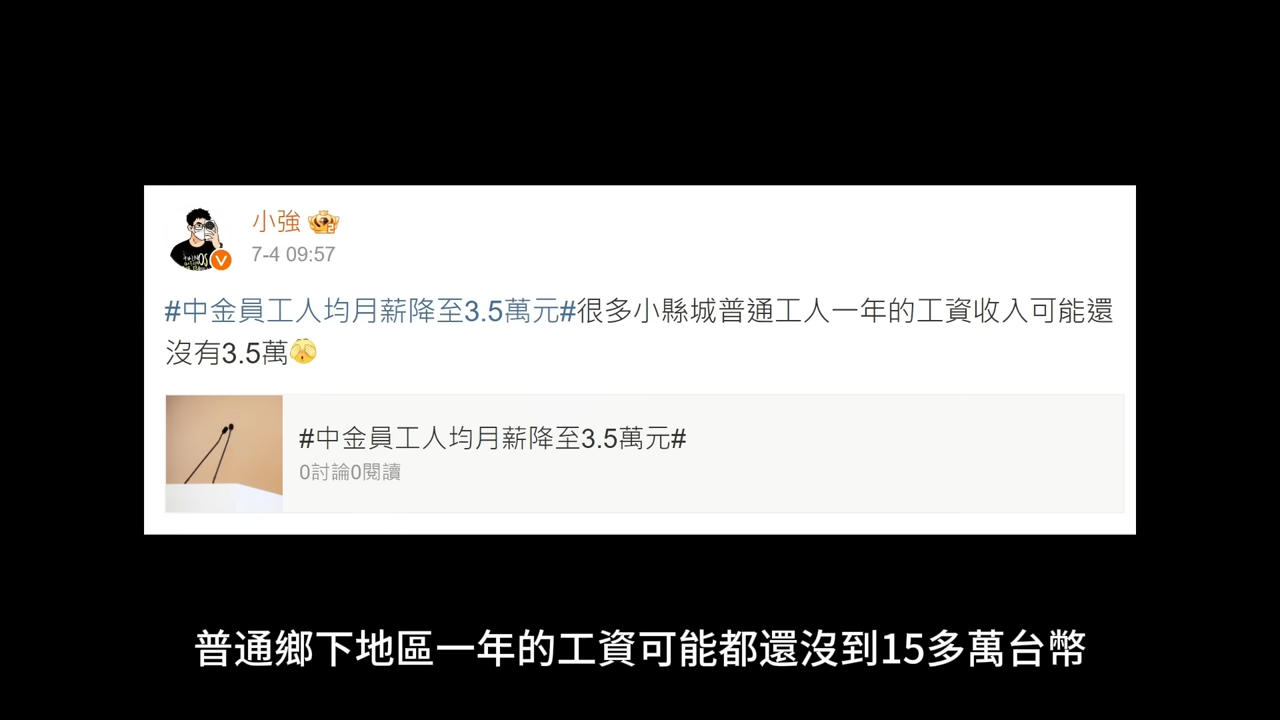 小強
7-4 09:57
#中金員工人均月薪降至3.5萬元#很多小縣城普通工人一年的工資收入可能還
沒有3.5萬
#中金員工人均月薪降至3.5萬元#
0討論0閱讀
普通鄉下地區一年的工資可能都還沒到15多萬台幣